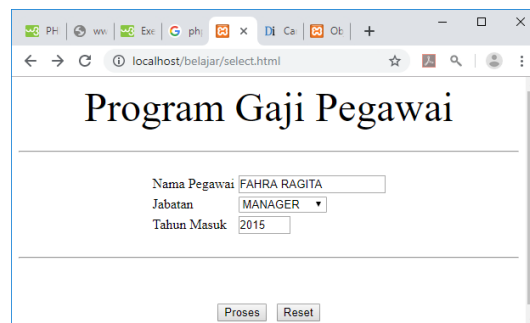 PH ww Exe G ph Ca Ob
localhost/belajar/select.html
Program Gaji Pegawai
Nama Pegawai FAHRA RAGITA
Jabatan MANAGER
Tahun Masuk 2015
Proses Reset